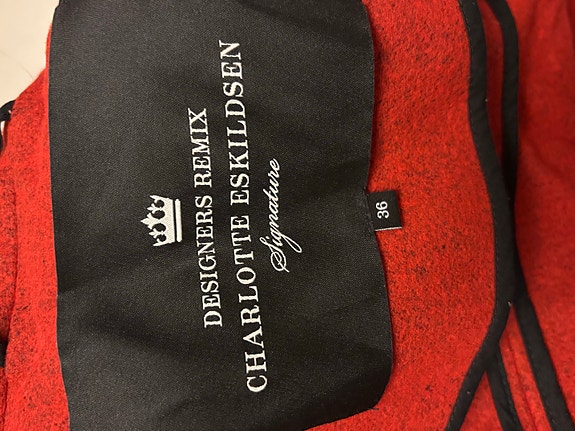 DESIGNERS REMIX
CHARLOTTE ESKILDSEN
Signature
36